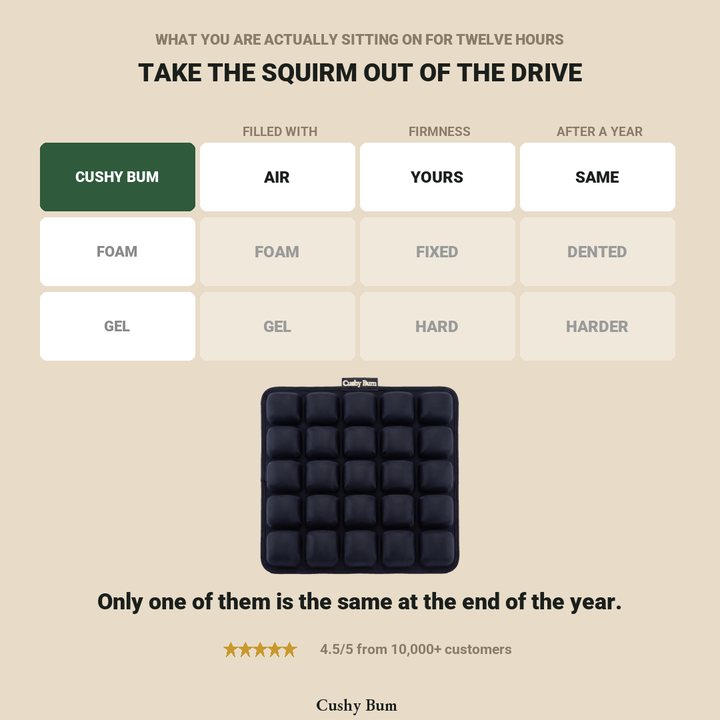 WHAT YOU ARE ACTUALLY SITTING ON FOR TWELVE HOURS
TAKE THE SQUIRM OUT OF THE DRIVE
FILLED WITH FIRMNESS AFTER A YEAR
CUSHY BUM AIR YOURS SAME
FOAM FOAM FIXED DENTED
GEL GEL HARD HARDER
Cushy Bum
Only one of them is the same at the end of the year.
4.5/5 from 10,000+ customers
Cushy Bum